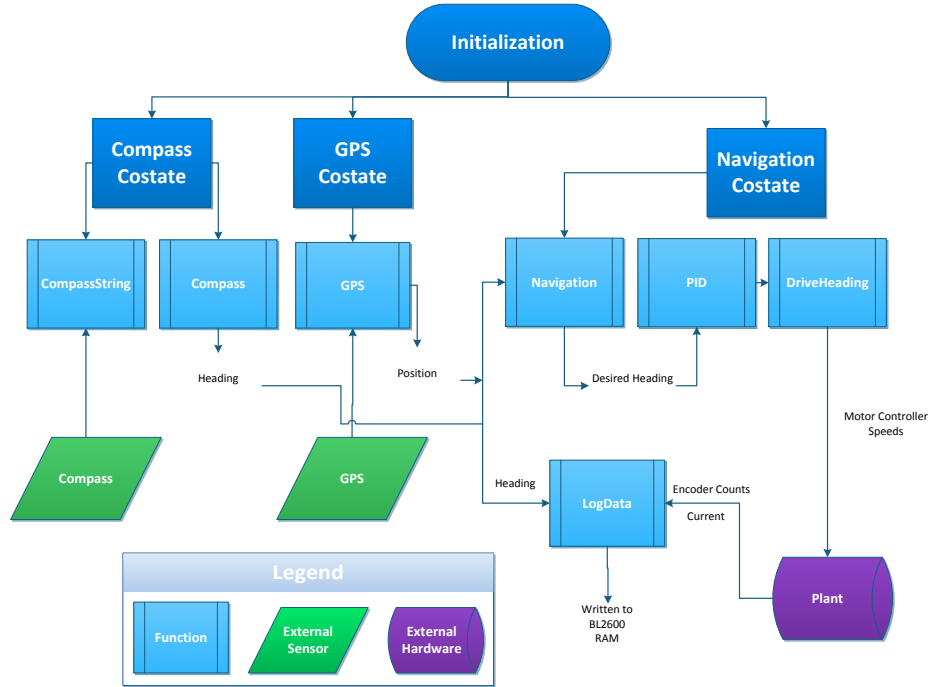 Initialization
Compass
Costate
GPS
Costate
Navigation
Costate
CompassString
Compass
GPS
Navigation
PID
DriveHeading
Heading
Position
Desired Heading
Motor Controller
Speeds
Compass
GPS
Heading
LogData
Encoder Counts
Current
Plant
Written to
BL2600
RAM
Legend
Function
External
Sensor
External
Hardware